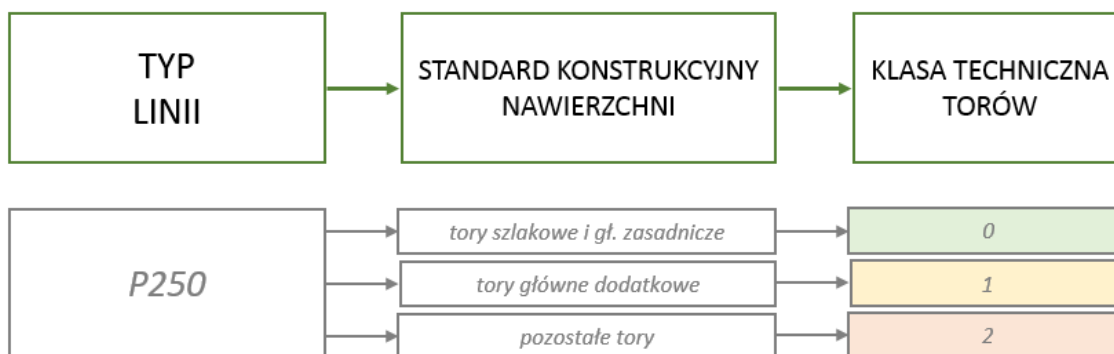 TYP
LINII
STANDARD KONSTRUKCYJNY
NAWIERZCHNI
KLASA TECHNICZNA
TORÓW
P250
tory szlakowe i gł. zasadnicze
0
tory główne dodatkowe
1
pozostałe tory
2